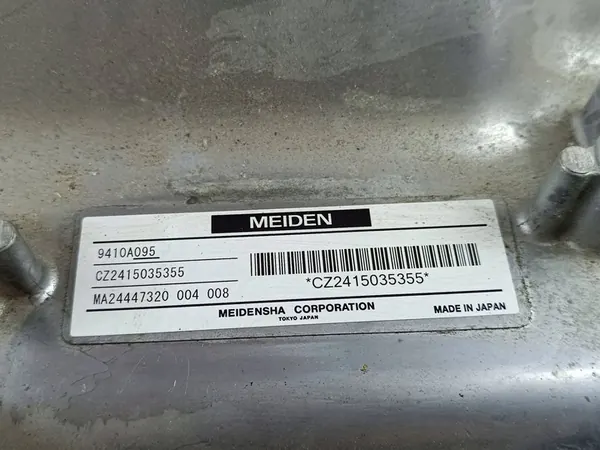 MEIDEN
9410A095
CZ2415035355
MA24447320 004 008
*CZ2415035355*
MEIDENSHA CORPORATION
TOKYO JAPAN
MADE IN JAPAN